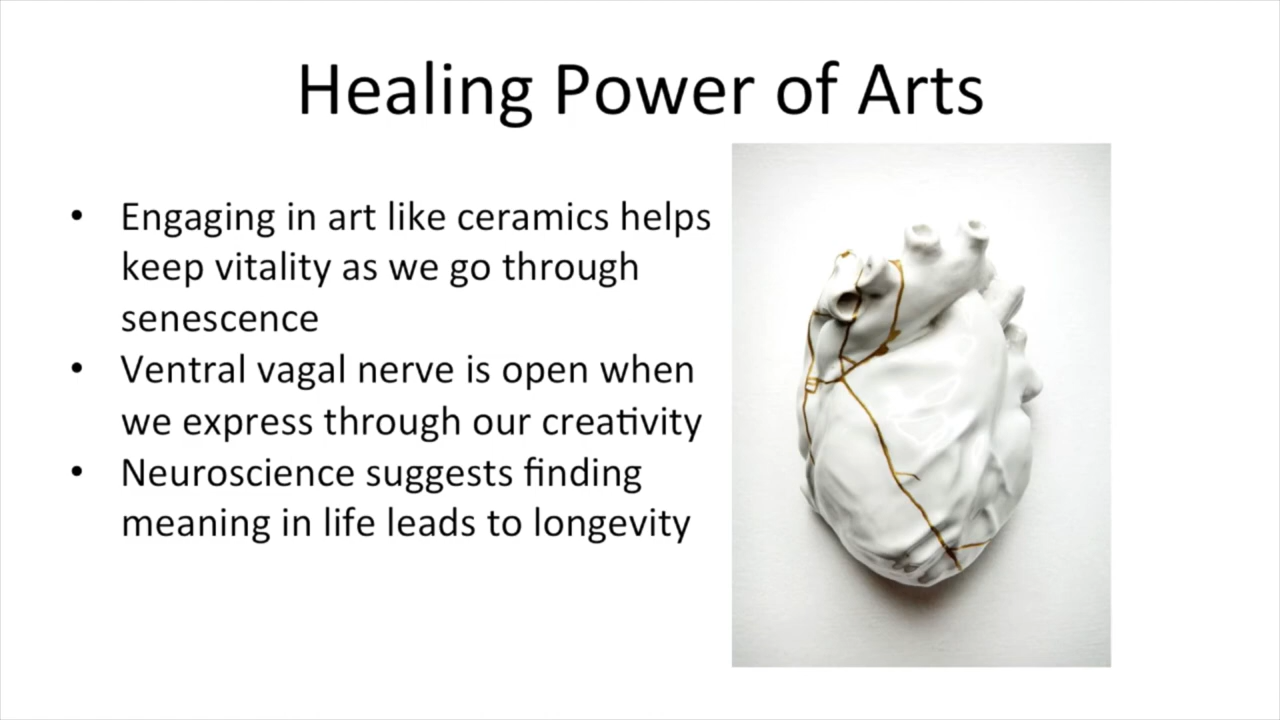 Healing Power of Arts
• Engaging in art like ceramics helps
keep vitality as we go through
senescence
• Ventral vagal nerve is open when
we express through our creativity
• Neuroscience suggests finding
meaning in life leads to longevity